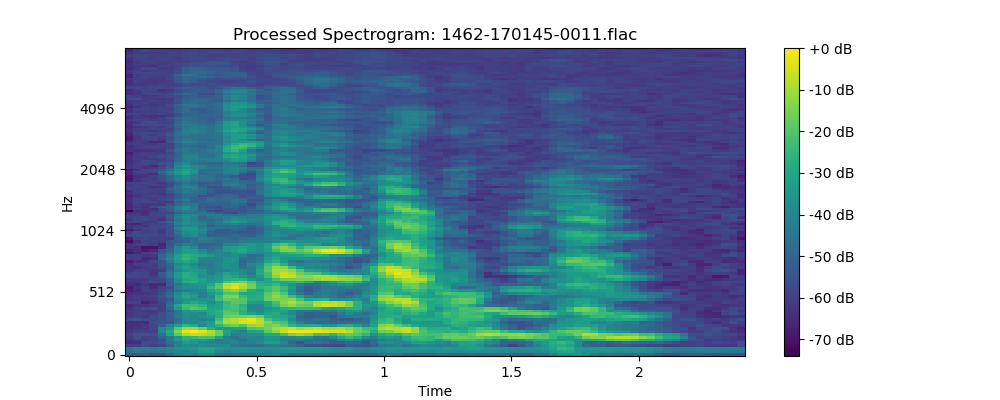 Processed Spectrogram: 1462-170145-0011.flac
Hz
4096
2048
1024
512
0
0 0.5 1 1.5 2
Time
+0 dB
-10 dB
-20 dB
-30 dB
-40 dB
-50 dB
-60 dB
-70 dB